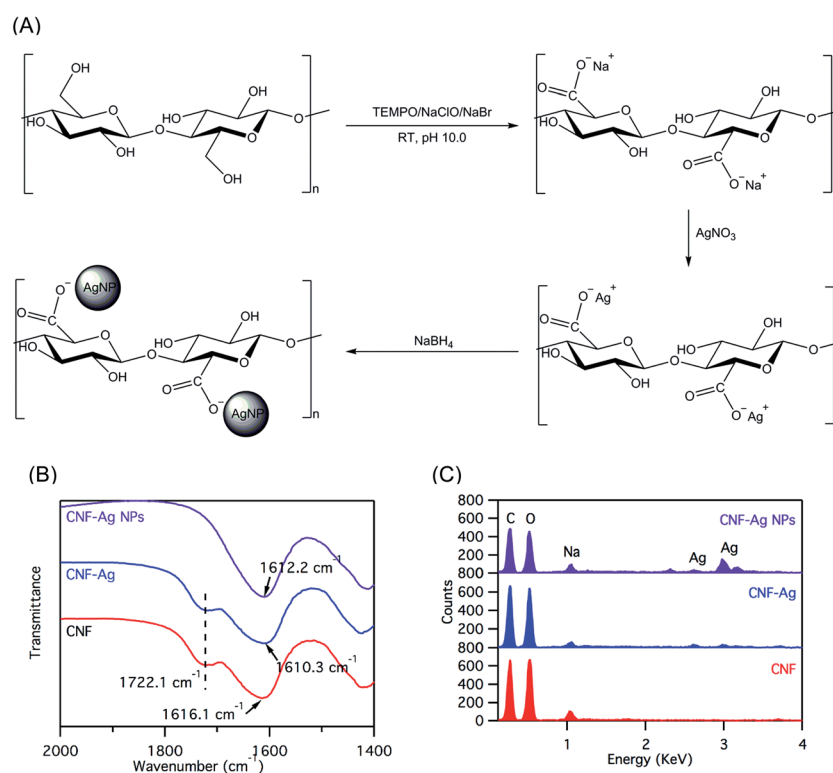 (A)
OH
OH
O
HO
OH
O
HO
O
OH
OH
O
n
TEMPO/NaClO/NaBr
RT, pH 10.0
O⁻Na⁺
O
C
OH
O
HO
OH
O
HO
O
OH
O
C
O⁻Na⁺
O
n
AgNO₃
O⁻Ag⁺
O
C
OH
O
HO
OH
O
HO
O
OH
O
C
O⁻Ag⁺
O
n
NaBH₄
AgNP
O⁻
O
C
OH
O
HO
OH
O
HO
O
OH
O
C
O⁻
AgNP
O
n
(B)
CNF-Ag NPs
1612.2 cm⁻¹
CNF-Ag
CNF
1610.3 cm⁻¹
1722.1 cm⁻¹
1616.1 cm⁻¹
Transmittance
2000 1800 1600 1400
Wavenumber (cm⁻¹)
(C)
800
600
400
200
800
600
400
200
800
600
400
200
0
Counts
C O
Na
Ag
Ag
CNF-Ag NPs
CNF-Ag
CNF
1 2 3 4
Energy (KeV)